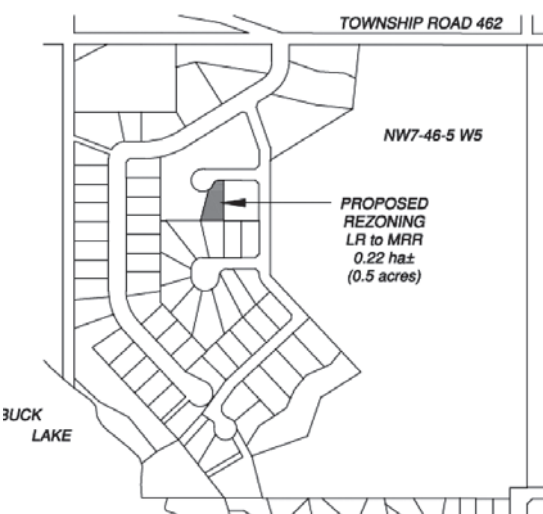 TOWNSHIP ROAD 462
NW7-46-5 W5
PROPOSED
REZONING
LR to MRR
0.22 ha±
(0.5 acres)
BUCK
LAKE